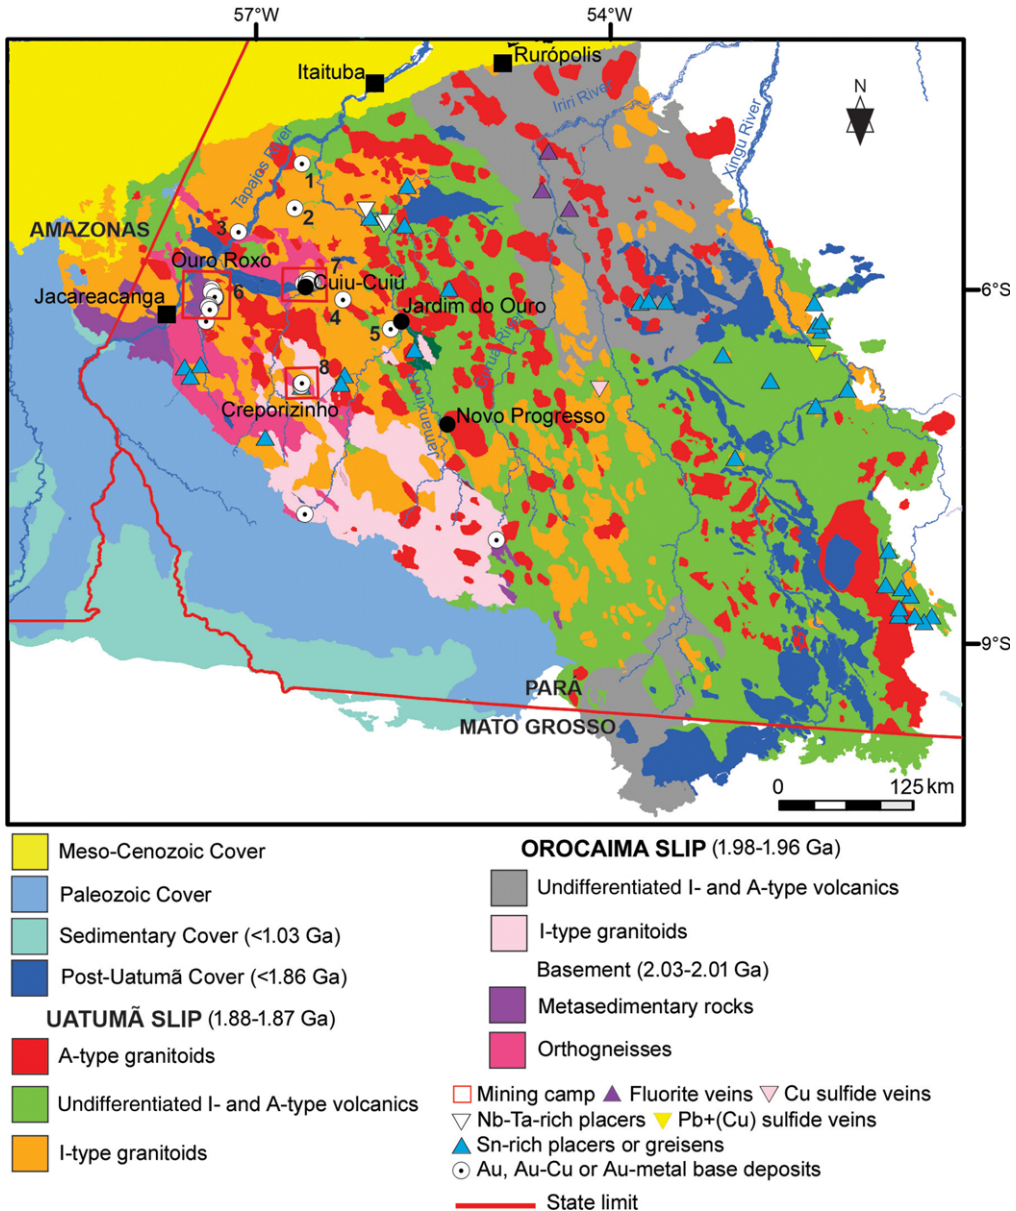 57°W
54°W
Rurópolis
Itaituba
Iriri River
N
Xingu River
Tapajos River
1
2
3
AMAZONAS
Ouro Roxo
7
Cuiu-Cuiú
6°S
Jacareacanga
6
4
Jardim do Ouro
5
8
Creporizinho
Novo Progresso
9°S
PARÁ
MATO GROSSO
0 125 km
Meso-Cenozoic Cover
Paleozoic Cover
Sedimentary Cover (<1.03 Ga)
Post-Uatumã Cover (<1.86 Ga)
UATUMÃ SLIP (1.88-1.87 Ga)
A-type granitoids
Undifferentiated I- and A-type volcanics
I-type granitoids
OROCAIMA SLIP (1.98-1.96 Ga)
Undifferentiated I- and A-type volcanics
I-type granitoids
Basement (2.03-2.01 Ga)
Metasedimentary rocks
Orthogneisses
Mining camp Fluorite veins Cu sulfide veins
Nb-Ta-rich placers Pb+(Cu) sulfide veins
Sn-rich placers or greisens
Au, Au-Cu or Au-metal base deposits
State limit